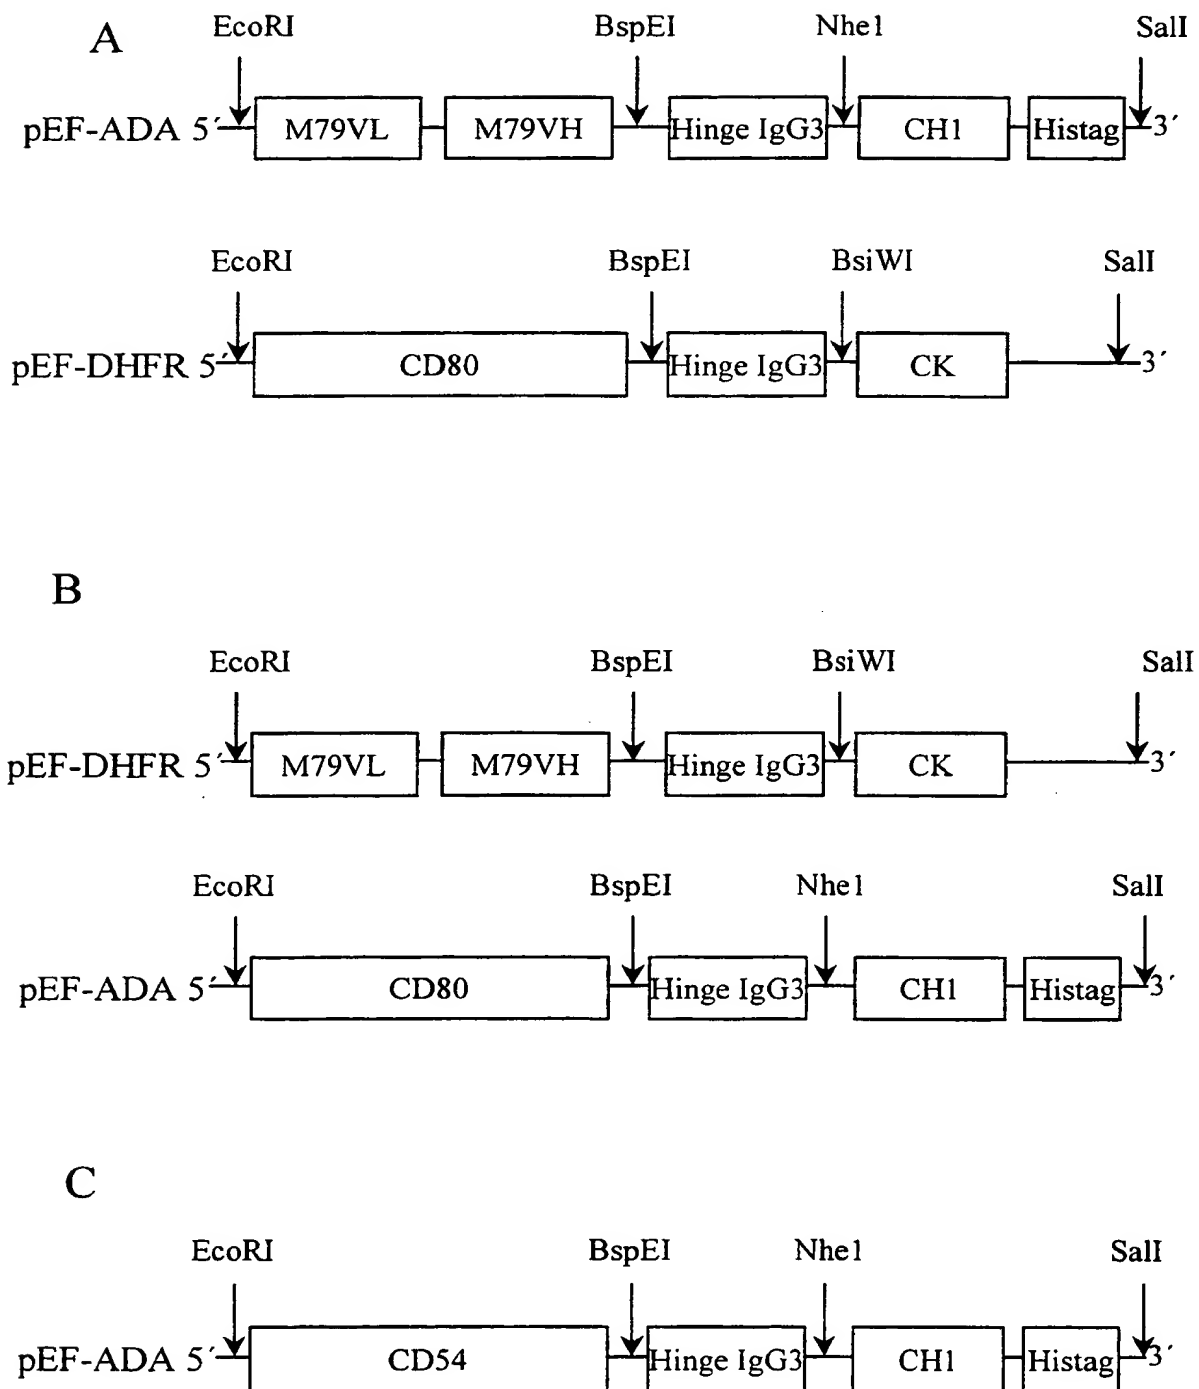 A
EcoRI BspEI Nhe1 SalI
pEF-ADA 5´ M79VL M79VH Hinge IgG3 CH1 Histag 3´
EcoRI BspEI BsiWI SalI
pEF-DHFR 5´ CD80 Hinge IgG3 CK 3´
B
EcoRI BspEI BsiWI SalI
pEF-DHFR 5´ M79VL M79VH Hinge IgG3 CK 3´
EcoRI BspEI Nhe1 SalI
pEF-ADA 5´ CD80 Hinge IgG3 CH1 Histag 3´
C
EcoRI BspEI Nhe1 SalI
pEF-ADA 5´ CD54 Hinge IgG3 CH1 Histag 3´